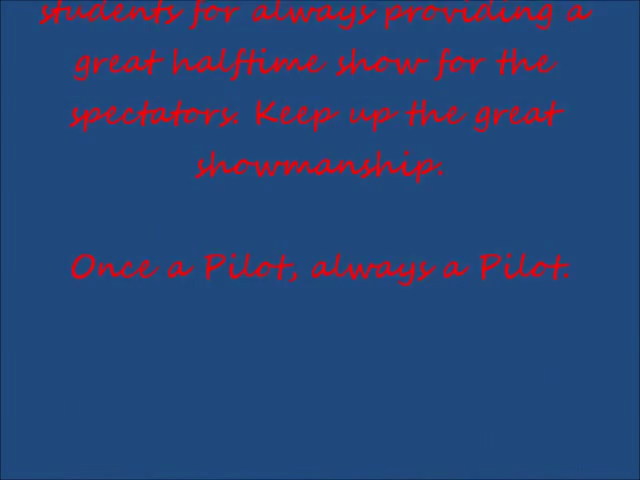 students for always providing a
great halftime show for the
spectators. Keep up the great
showmanship.
Once a Pilot, always a Pilot.